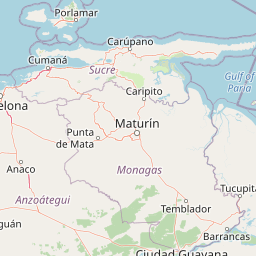 Porlamar
Carúpano
Cumaná
Sucre
Gulf of
Paria
Caripito
elona
Maturín
Punta
de Mata
Anaco
Monagas
Tucupita
Anzoátegui
Temblador
guán
Barrancas
Ciudad Guayana